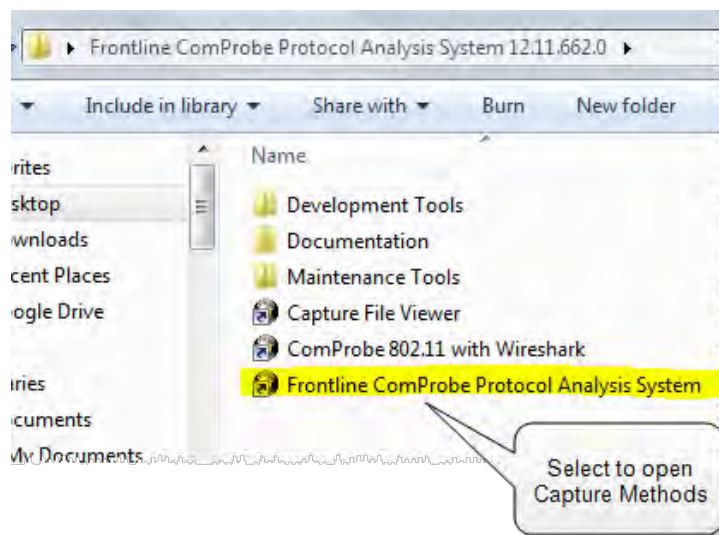 Frontline ComProbe Protocol Analysis System 12.11.662.0
Include in library Share with Burn New folder
Name
rites
sktop
wnloads
cent Places
ogle Drive
ries
cuments
My Documents
Development Tools
Documentation
Maintenance Tools
Capture File Viewer
ComProbe 802.11 with Wireshark
Frontline ComProbe Protocol Analysis System
Select to open
Capture Methods